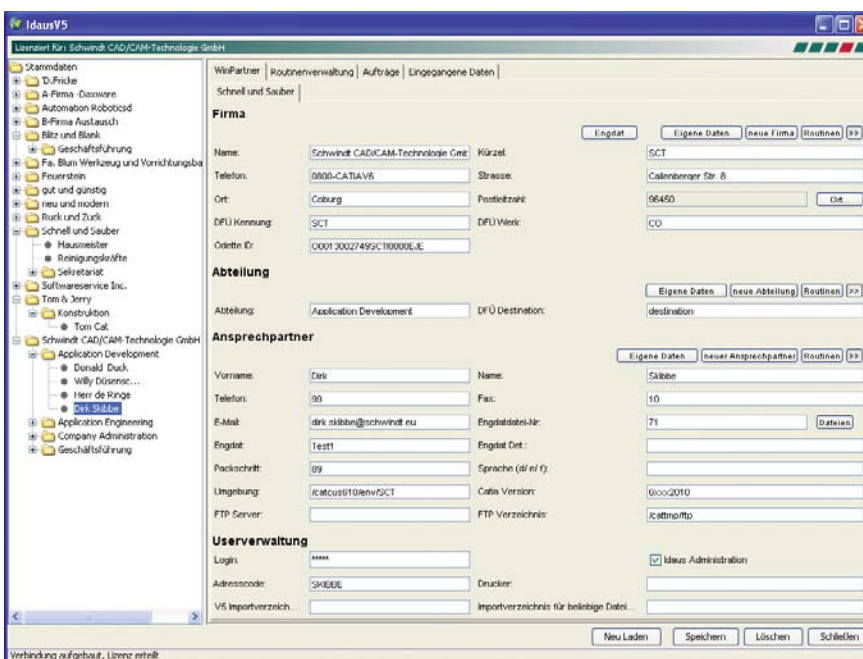 IdausV5
Lizenziert für: Schwindt CAD/CAM-Technologie GmbH
Stammdaten
'D.Fricke
A-Firma -Daxware
Automation Roboticsd
B-Firma Austausch
Blitz und Blank
Geschäftsführung
Fa. Blum Werkzeug und Vorrichtungsba
Feuerstein
gut und günstig
neu und modern
Ruck und Zuck
Schnell und Sauber
Hausmeister
Reinigungskräfte
Sekretariat
Softwareservice Inc.
Tom & Jerry
Konstruktion
Tom Cat
Schwindt CAD/CAM-Technologie GmbH
Application Development
Donald Duck
Willy Düsensc...
Herr de Ringe
Dirk Skibbe
Application Engineering
Company Administration
Geschäftsführung
WinPartner Routinenverwaltung Aufträge Eingegangene Daten
Schnell und Sauber
Firma
Engdat Eigene Daten neue Firma Routinen >>
Name: Schwindt CAD/CAM-Technologie Gmb Kürzel: SCT
Telefon: 0800-CATIAV6 Strasse: Callenberger Str. 8
Ort: Coburg Postleitzahl: 96450 Ort...
DFÜ Kennung: SCT DFÜ Werk: CO
Odette ID:
Abteilung
Eigene Daten neue Abteilung Routinen >>
Abteilung: Application Development DFÜ Destination: destination
Ansprechpartner
Eigene Daten neuer Ansprechpartner Routinen >>
Vorname: Dirk Name: Skibbe
Telefon: 99 Fax: 10
E-Mail: dirk.skibbe@schwindt.eu Engdatdatei-Nr: 71 Dateien
Engdat: Test1 Engdat Det.:
Packschritt: 89 Sprache (d/ e/ f):
Umgebung: /catcus610/env/SCT Catia Version:
FTP Server: FTP Verzeichnis: /cattmp/ftp
Userverwaltung
Login: ***** Idaus Administration
Adresscode: SKIBBE Drucker:
V5 Importverzeich... Importverzeichnis für beliebige Datei...
Neu Laden Speichern Löschen Schließen
Verbindung aufgebaut, Lizenz erteilt